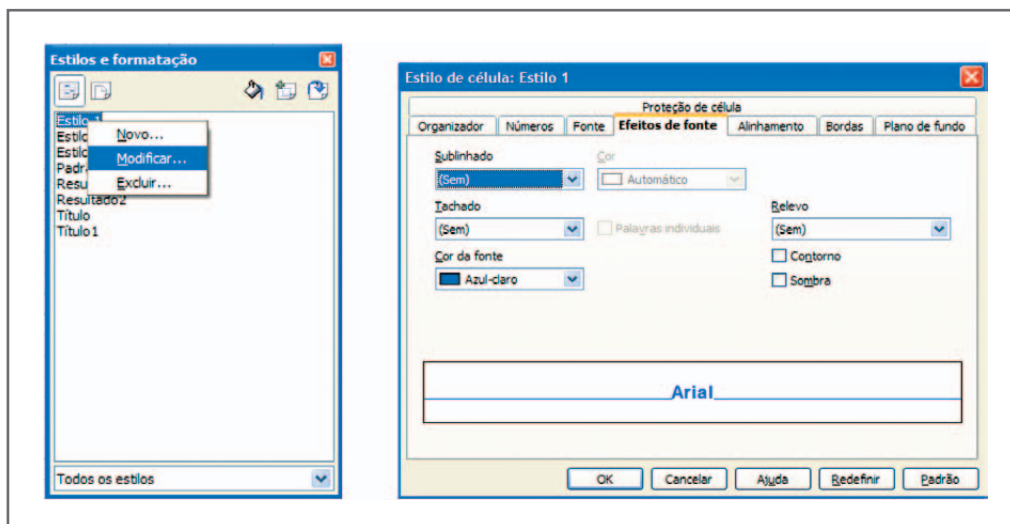 Estilos e formatação
Estilo 1
Estilo
Estilo
Padr
Resu
Resultado2
Título
Título1
Novo...
Modificar...
Excluir...
Todos os estilos
Estilo de célula: Estilo 1
Proteção de célula
Organizador Números Fonte Efeitos de fonte Alinhamento Bordas Plano de fundo
Sublinhado Cor
(Sem) Automático
Tachado Relevo
(Sem) Palavras individuais (Sem)
Cor da fonte Contorno
Azul-claro Sombra
Arial
OK Cancelar Ajuda Redefinir Padrão